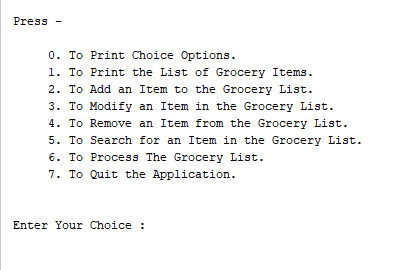 Press -
0. To Print Choice Options.
1. To Print the List of Grocery Items.
2. To Add an Item to the Grocery List.
3. To Modify an Item in the Grocery List.
4. To Remove an Item from the Grocery List.
5. To Search for an Item in the Grocery List.
6. To Process The Grocery List.
7. To Quit the Application.
Enter Your Choice :